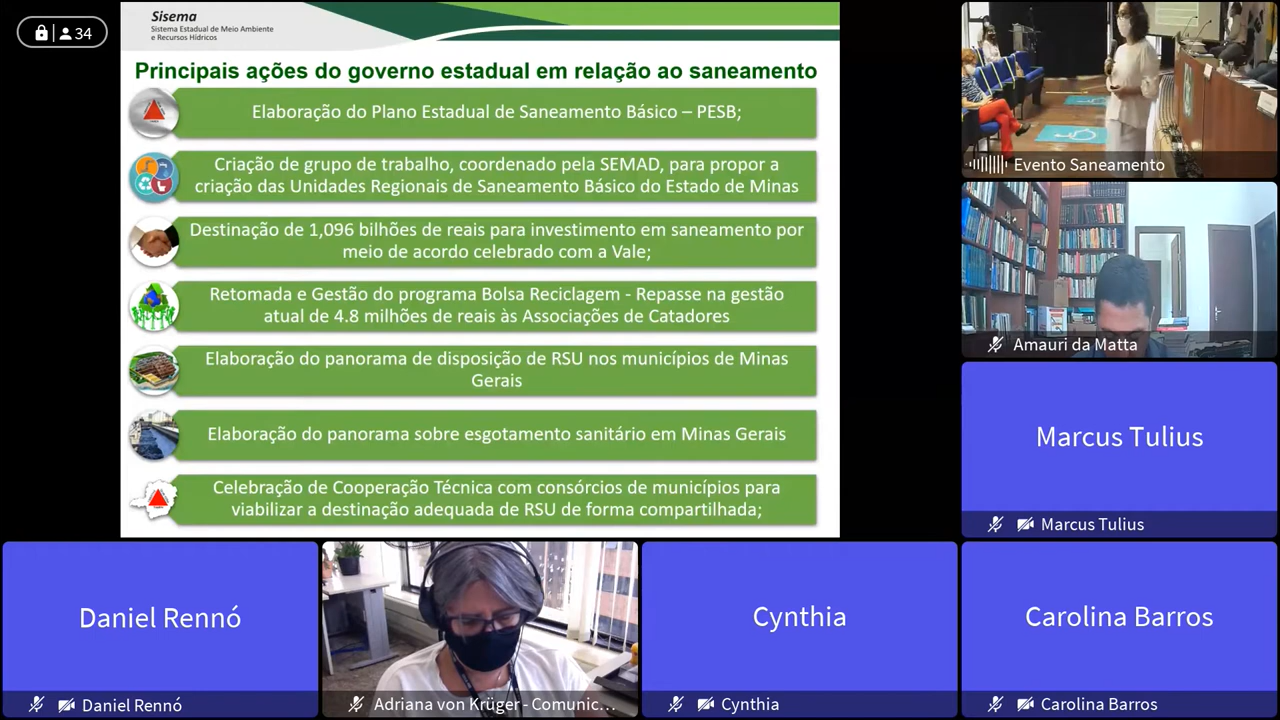 34
Sisema
Sistema Estadual de Meio Ambiente
e Recursos Hídricos
Principais ações do governo estadual em relação ao saneamento
Elaboração do Plano Estadual de Saneamento Básico – PESB;
Criação de grupo de trabalho, coordenado pela SEMAD, para propor a
criação das Unidades Regionais de Saneamento Básico do Estado de Minas
Destinação de 1,096 bilhões de reais para investimento em saneamento por
meio de acordo celebrado com a Vale;
Retomada e Gestão do programa Bolsa Reciclagem - Repasse na gestão
atual de 4.8 milhões de reais às Associações de Catadores
Elaboração do panorama de disposição de RSU nos municípios de Minas
Gerais
Elaboração do panorama sobre esgotamento sanitário em Minas Gerais
Celebração de Cooperação Técnica com consórcios de municípios para
viabilizar a destinação adequada de RSU de forma compartilhada;
Evento Saneamento
Amauri da Matta
Marcus Tulius
Marcus Tulius
Daniel Rennó
Daniel Rennó
Adriana von Krüger - Comunic...
Cynthia
Cynthia
Carolina Barros
Carolina Barros